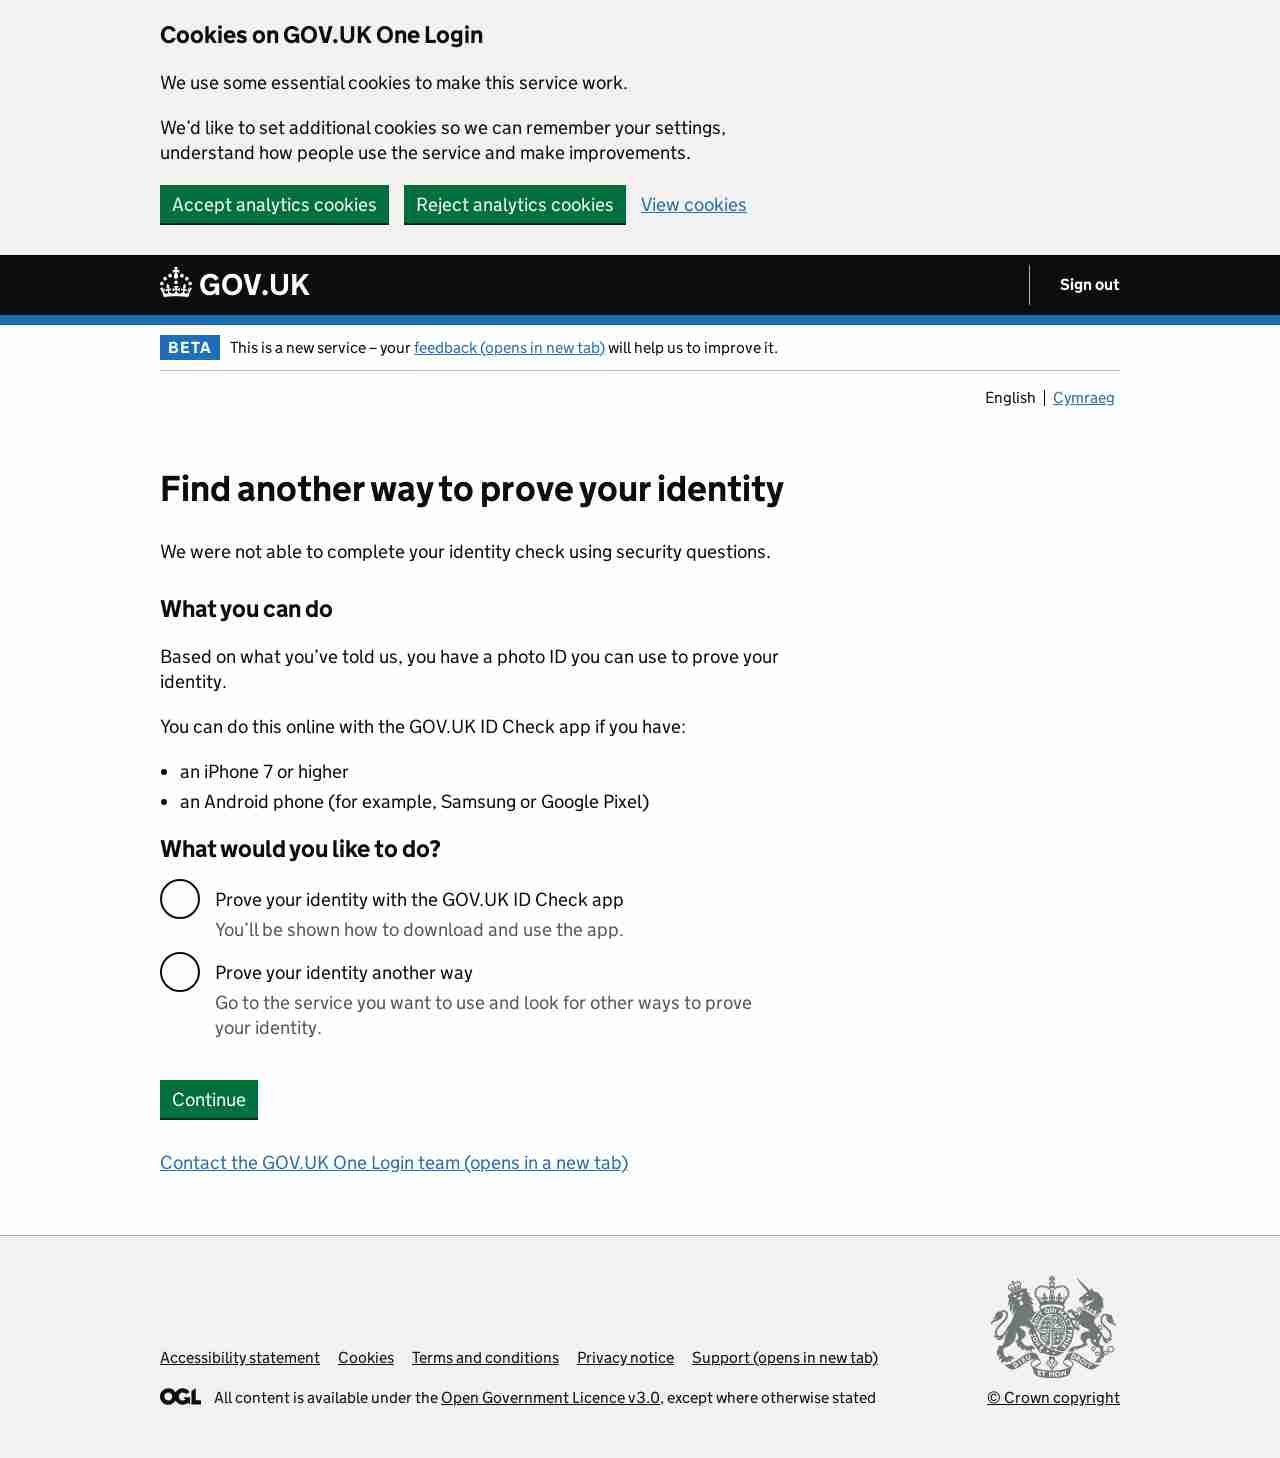 Cookies on GOV.UK One Login
We use some essential cookies to make this service work.
We’d like to set additional cookies so we can remember your settings,
understand how people use the service and make improvements.
Accept analytics cookies Reject analytics cookies View cookies
GOV.UK Sign out
BETA This is a new service – your feedback (opens in new tab) will help us to improve it.
English Cymraeg
Find another way to prove your identity
We were not able to complete your identity check using security questions.
What you can do
Based on what you’ve told us, you have a photo ID you can use to prove your
identity.
You can do this online with the GOV.UK ID Check app if you have:
• an iPhone 7 or higher
• an Android phone (for example, Samsung or Google Pixel)
What would you like to do?
Prove your identity with the GOV.UK ID Check app
You’ll be shown how to download and use the app.
Prove your identity another way
Go to the service you want to use and look for other ways to prove
your identity.
Continue
Contact the GOV.UK One Login team (opens in a new tab)
Accessibility statement Cookies Terms and conditions Privacy notice Support (opens in new tab)
OGL All content is available under the Open Government Licence v3.0, except where otherwise stated
© Crown copyright